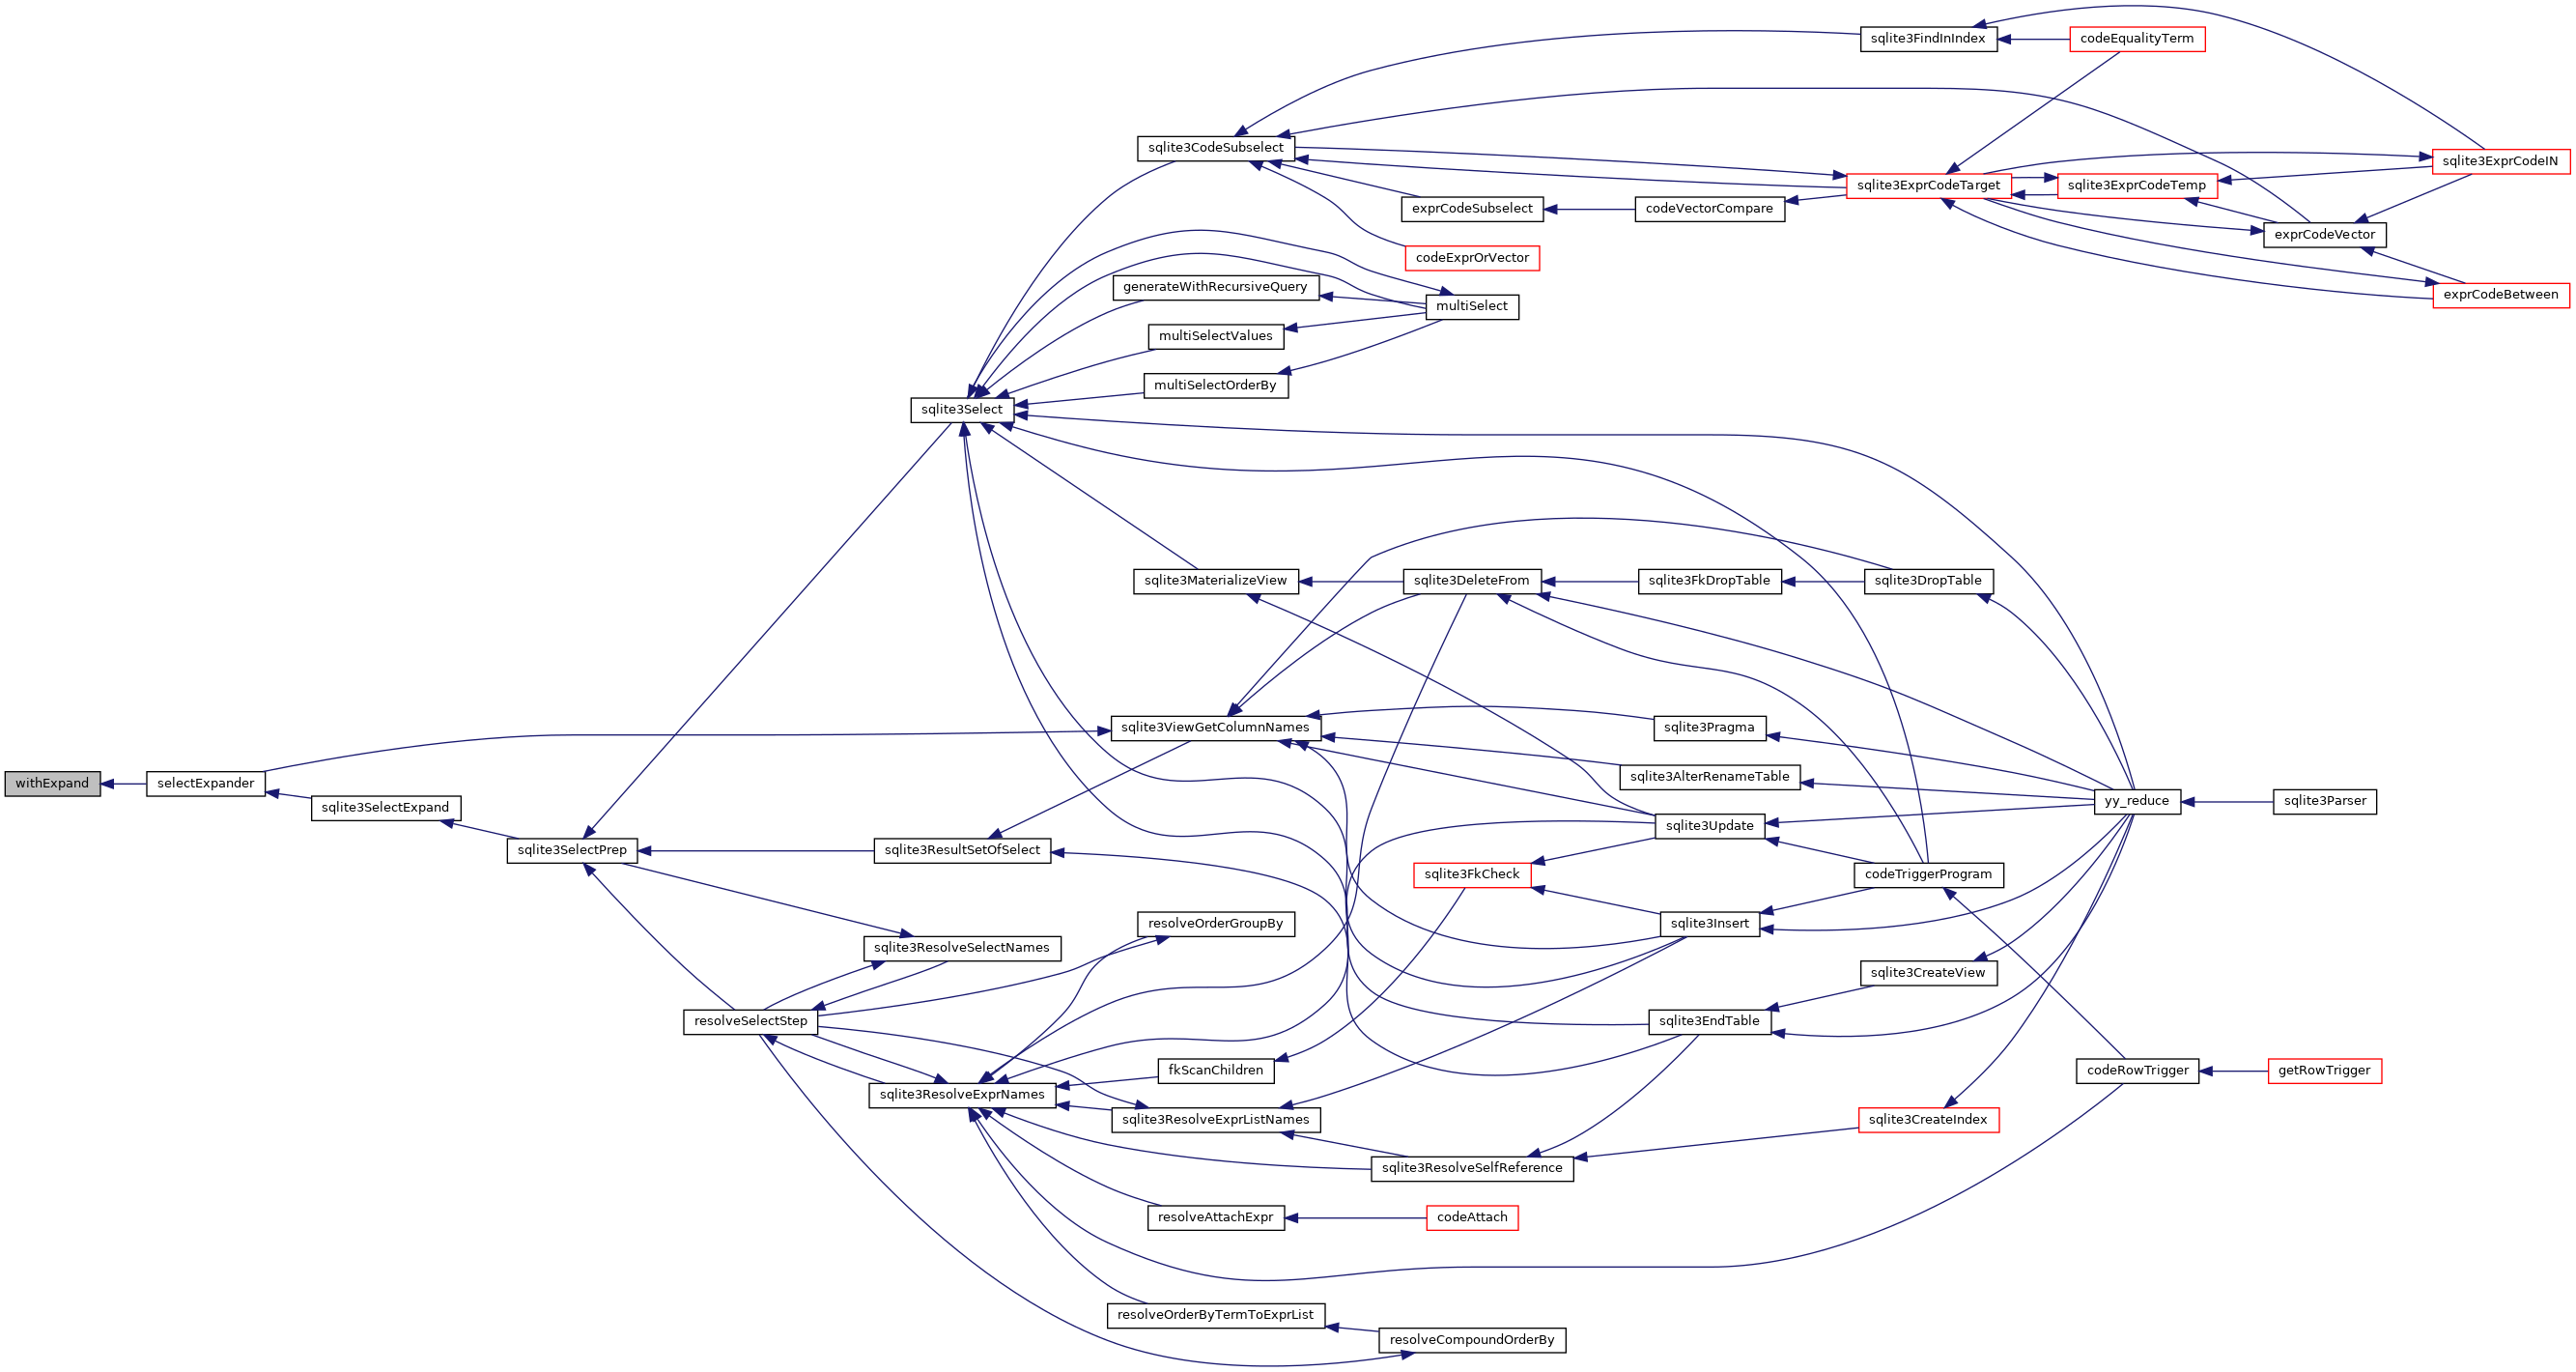 sqlite3FindInIndex
codeEqualityTerm
sqlite3CodeSubselect
sqlite3ExprCodeIN
sqlite3ExprCodeTarget
sqlite3ExprCodeTemp
exprCodeSubselect
codeVectorCompare
exprCodeVector
codeExprOrVector
generateWithRecursiveQuery
exprCodeBetween
multiSelect
multiSelectValues
multiSelectOrderBy
sqlite3Select
sqlite3MaterializeView
sqlite3DeleteFrom
sqlite3FkDropTable
sqlite3DropTable
sqlite3ViewGetColumnNames
sqlite3Pragma
withExpand
selectExpander
sqlite3AlterRenameTable
sqlite3SelectExpand
yy_reduce
sqlite3Parser
sqlite3Update
sqlite3SelectPrep
sqlite3ResultSetOfSelect
sqlite3FkCheck
codeTriggerProgram
resolveOrderGroupBy
sqlite3Insert
sqlite3ResolveSelectNames
sqlite3CreateView
resolveSelectStep
sqlite3EndTable
fkScanChildren
codeRowTrigger
getRowTrigger
sqlite3ResolveExprNames
sqlite3ResolveExprListNames
sqlite3CreateIndex
sqlite3ResolveSelfReference
resolveAttachExpr
codeAttach
resolveOrderByTermToExprList
resolveCompoundOrderBy